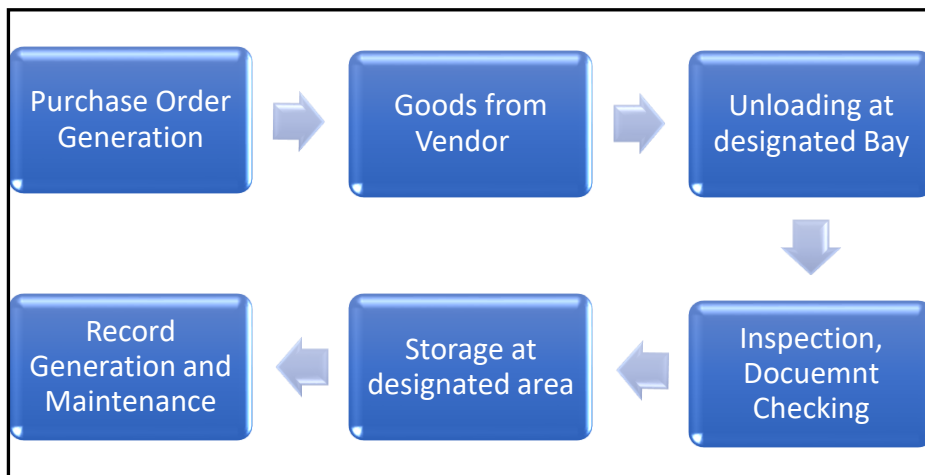 Purchase Order
Generation
Goods from
Vendor
Unloading at
designated Bay
Inspection,
Docuemnt
Checking
Storage at
designated area
Record
Generation and
Maintenance